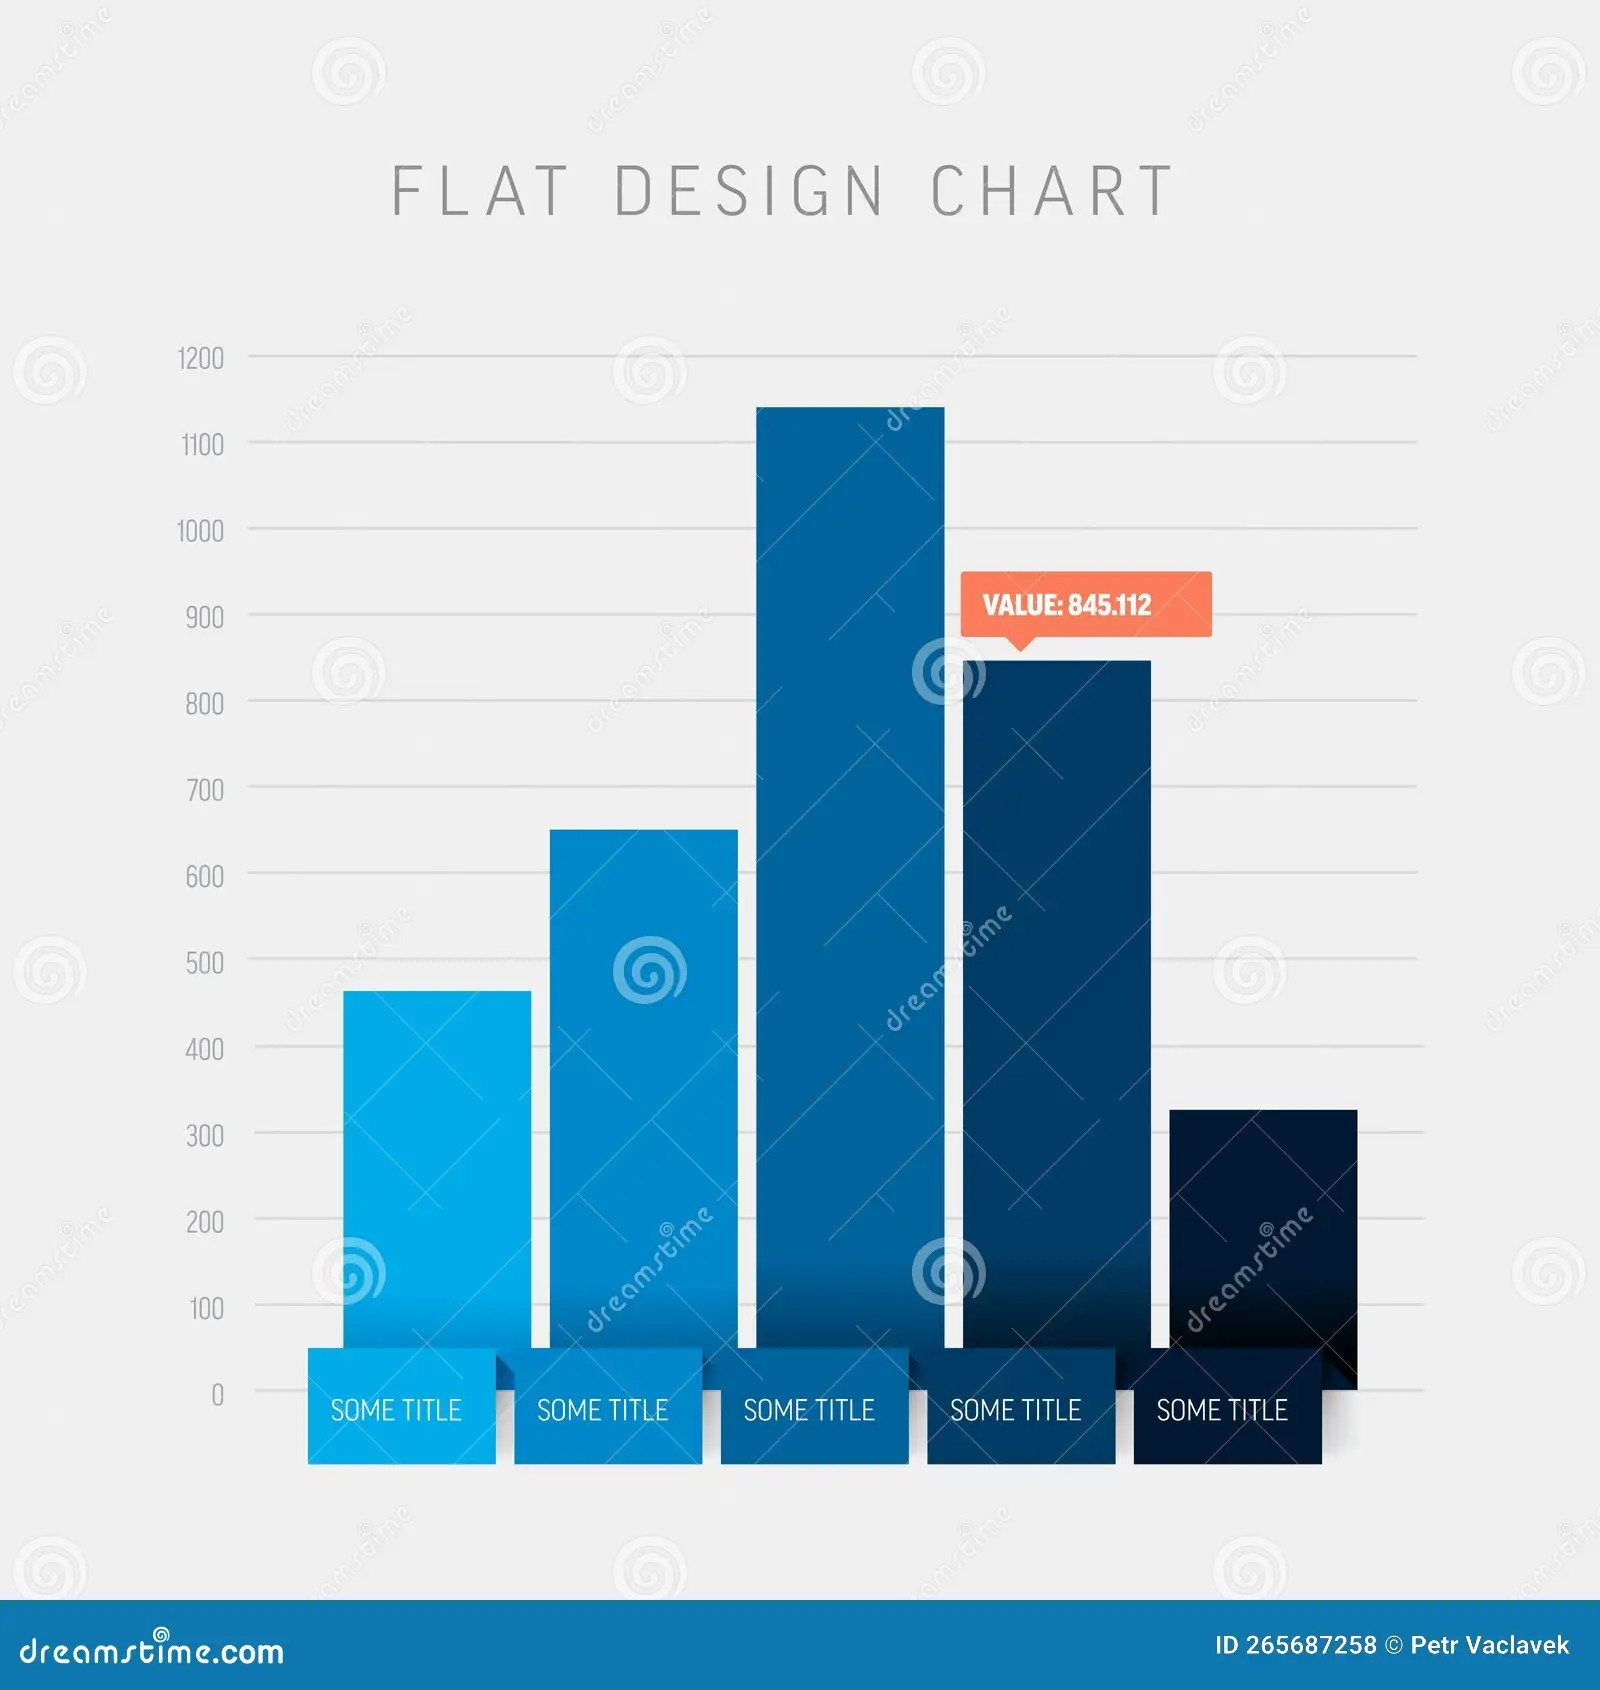 FLAT DESIGN CHART
1200
1100
1000
VALUE: 845.112
900
800
700
600
500
400
300
200
100
0
SOME TITLE
SOME TITLE
SOME TITLE
SOME TITLE
SOME TITLE
dreamstime.com
ID 265687258 © Petr Vaclavek